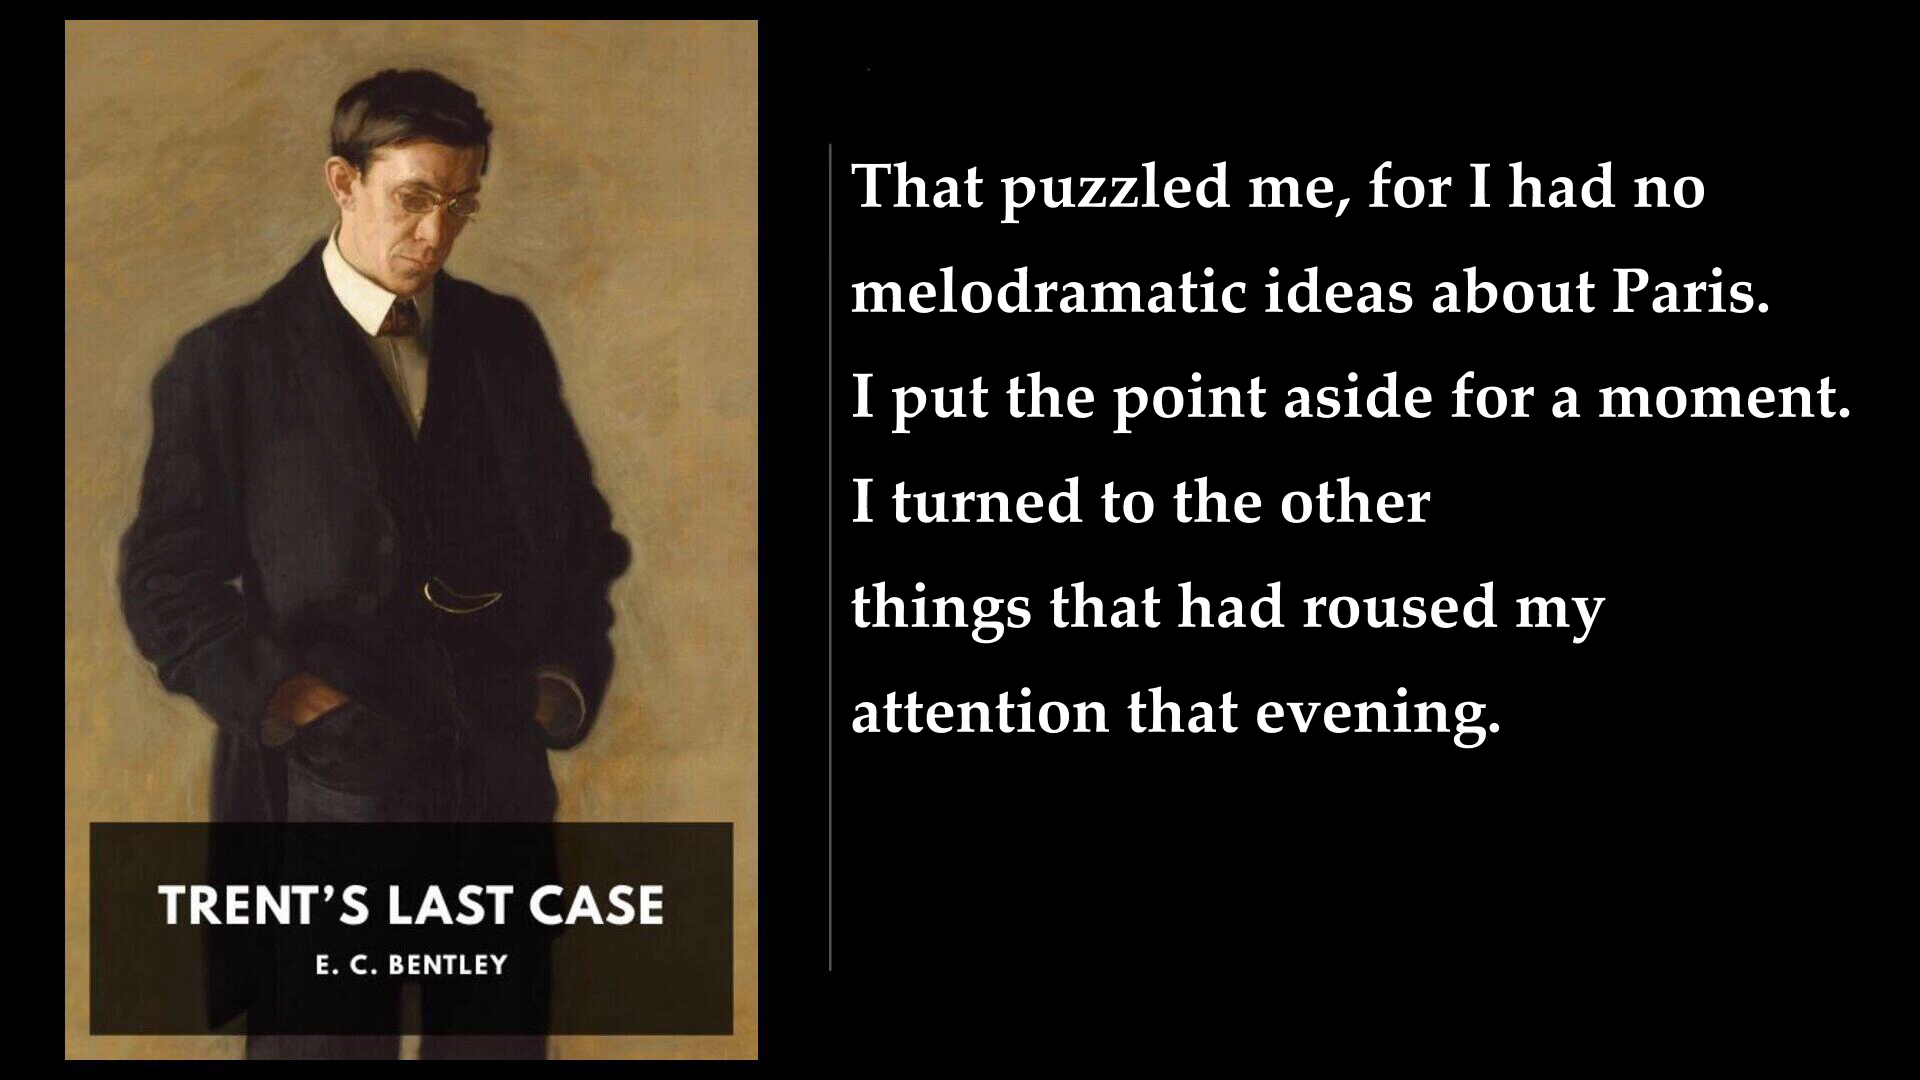 TRENT’S LAST CASE
E. C. BENTLEY
That puzzled me, for I had no
melodramatic ideas about Paris.
I put the point aside for a moment.
I turned to the other
things that had roused my
attention that evening.